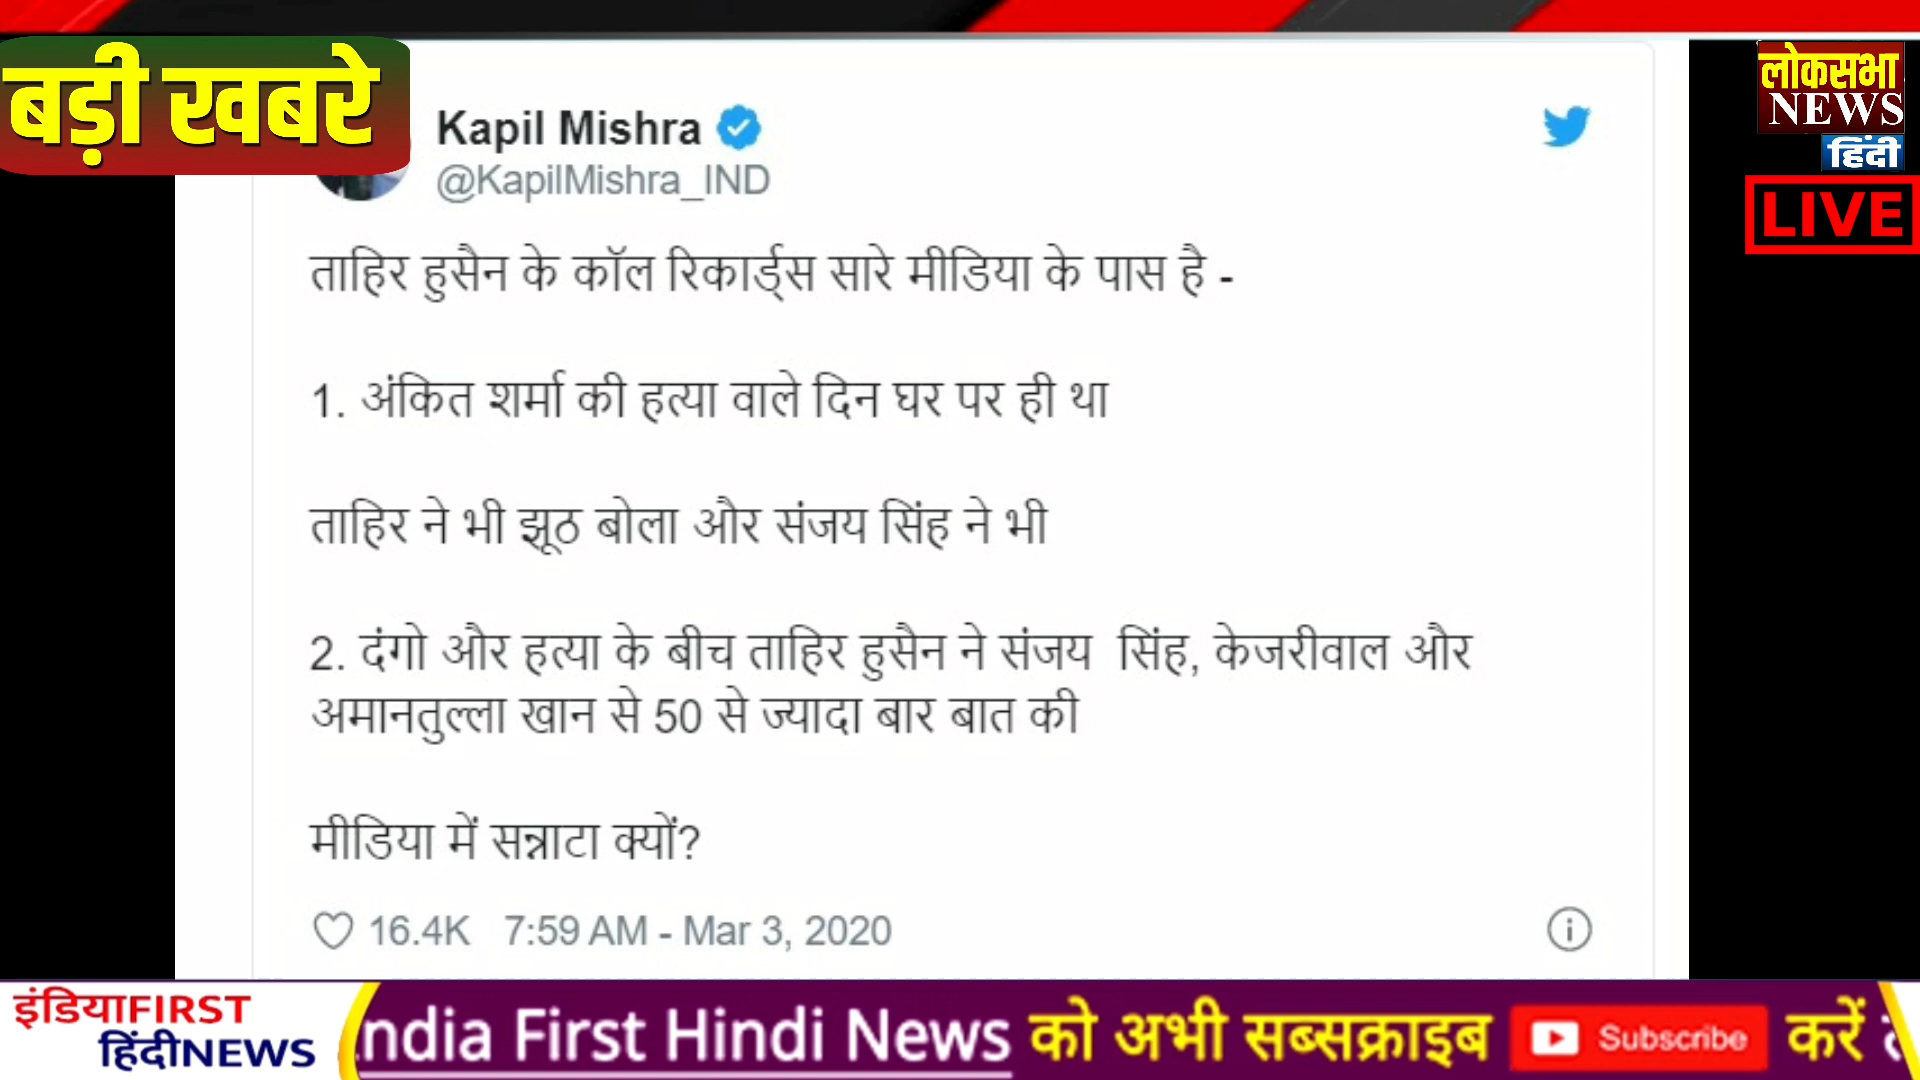 बड़ी खबरे
लोकसभा
NEWS
हिंदी
LIVE
Kapil Mishra
@KapilMishra_IND
ताहिर हुसैन के कॉल रिकार्ड्स सारे मीडिया के पास है -
1. अंकित शर्मा की हत्या वाले दिन घर पर ही था
ताहिर ने भी झूठ बोला और संजय सिंह ने भी
2. दंगो और हत्या के बीच ताहिर हुसैन ने संजय सिंह, केजरीवाल और
अमानतुल्ला खान से 50 से ज्यादा बार बात की
मीडिया में सन्नाटा क्यों?
16.4K 7:59 AM - Mar 3, 2020
इंडियाFIRST
हिंदीNEWS
ndia First Hindi News को अभी सब्सक्राइब Subscribe करें